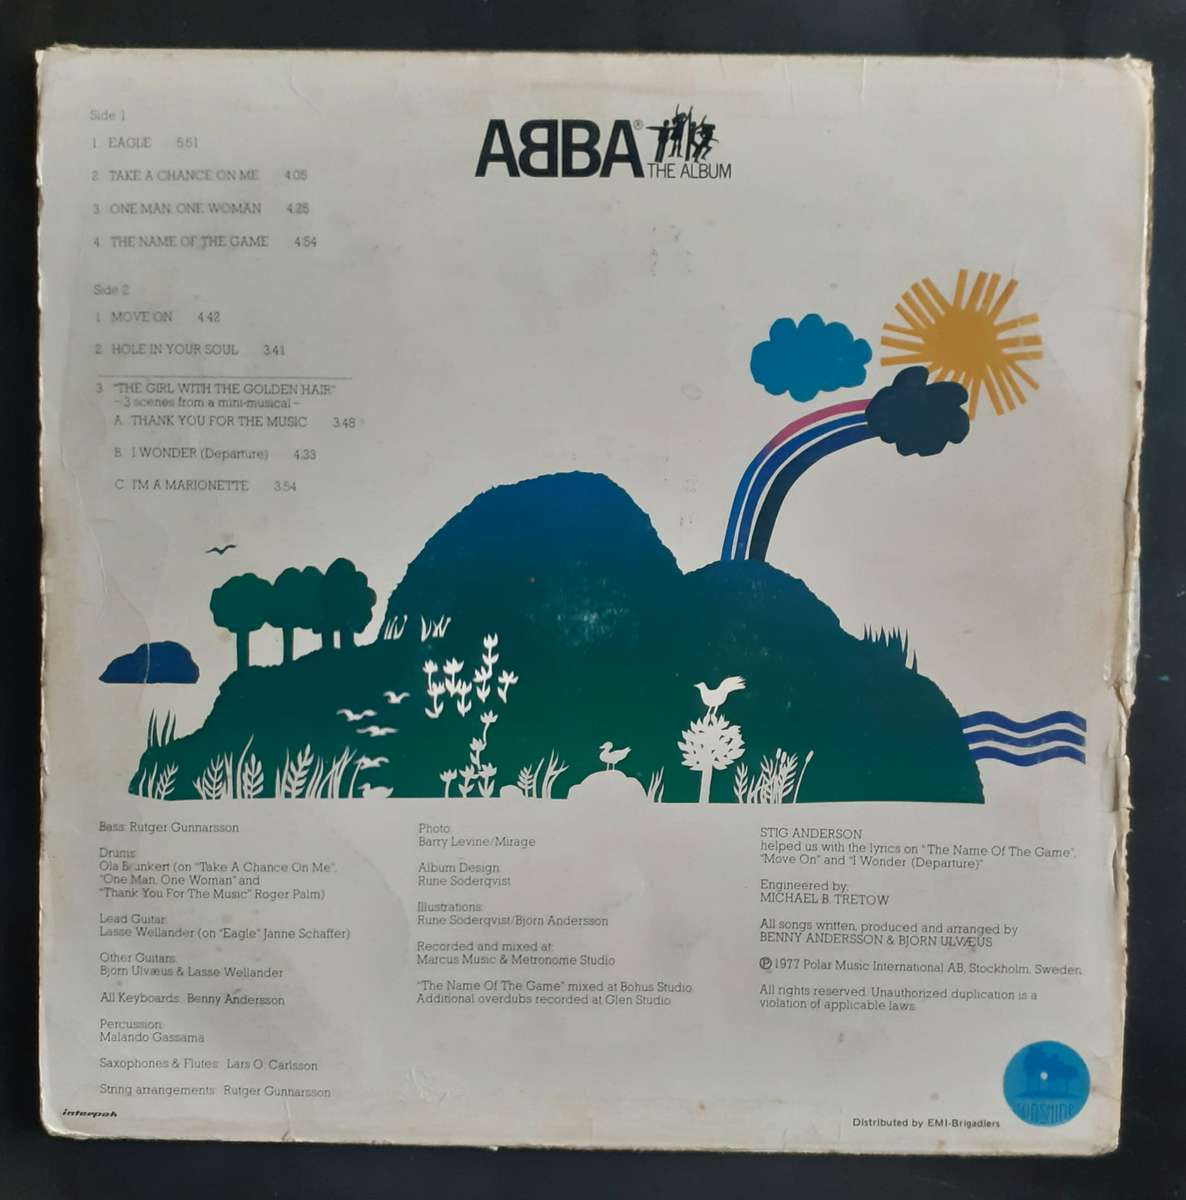 Side 1
1. EAGLE 5.51
2. TAKE A CHANCE ON ME 4.05
3. ONE MAN, ONE WOMAN 4.25
4. THE NAME OF THE GAME 4.54
Side 2
1. MOVE ON 4.42
2. HOLE IN YOUR SOUL 3.41
3. "THE GIRL WITH THE GOLDEN HAIR"
– 3 scenes from a mini-musical –
A. THANK YOU FOR THE MUSIC 3.48
B. I WONDER (Departure) 4.33
C. I'M A MARIONETTE 3.54
ABBA®
THE ALBUM
Bass: Rutger Gunnarsson
Drums:
Ola Brunkert (on "Take A Chance On Me",
"One Man, One Woman" and
"Thank You For The Music" Roger Palm)
Lead Guitar:
Lasse Wellander (on "Eagle" Janne Schaffer)
Other Guitars:
Björn Ulvæus & Lasse Wellander
All Keyboards: Benny Andersson
Percussion:
Malando Gassama
Saxophones & Flutes: Lars O. Carlsson
String arrangements: Rutger Gunnarsson
interpak
Photo:
Barry Levine/Mirage
Album Design:
Rune Söderqvist
Illustrations:
Rune Söderqvist/Björn Andersson
Recorded and mixed at:
Marcus Music & Metronome Studio
"The Name Of The Game" mixed at Bohus Studio
Additional overdubs recorded at Glen Studio
STIG ANDERSON
helped us with the lyrics on "The Name Of The Game",
"Move On" and "I Wonder (Departure)"
Engineered by:
MICHAEL B. TRETOW
All songs written, produced and arranged by
BENNY ANDERSSON & BJÖRN ULVÆUS
℗ 1977 Polar Music International AB, Stockholm, Sweden.
All rights reserved. Unauthorized duplication is a
violation of applicable laws.
SUNSHINE
Distributed by EMI-Brigadiers